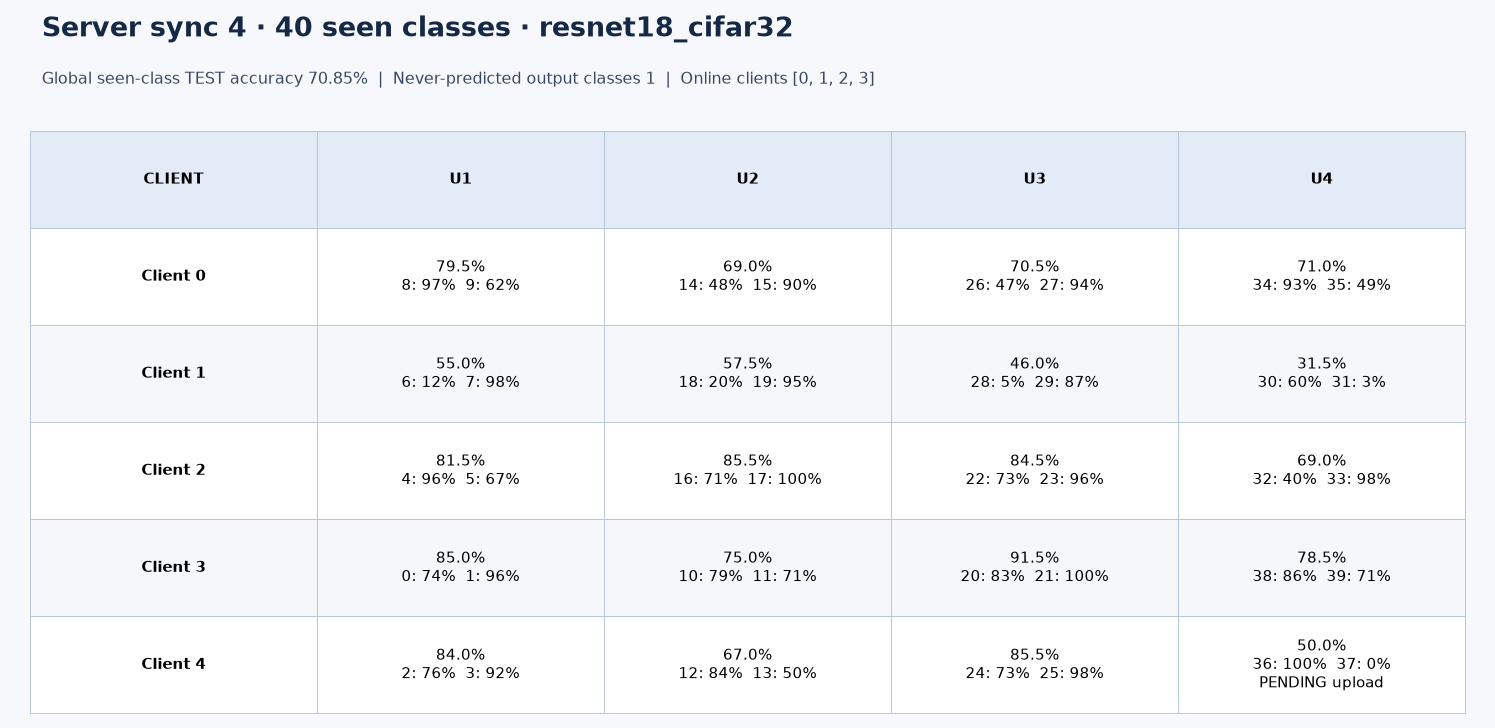 Server sync 4 · 40 seen classes · resnet18_cifar32
Global seen-class TEST accuracy 70.85% | Never-predicted output classes 1 | Online clients [0, 1, 2, 3]
CLIENT U1 U2 U3 U4
Client 0
79.5%
8: 97% 9: 62%
69.0%
14: 48% 15: 90%
70.5%
26: 47% 27: 94%
71.0%
34: 93% 35: 49%
Client 1
55.0%
6: 12% 7: 98%
57.5%
18: 20% 19: 95%
46.0%
28: 5% 29: 87%
31.5%
30: 60% 31: 3%
Client 2
81.5%
4: 96% 5: 67%
85.5%
16: 71% 17: 100%
84.5%
22: 73% 23: 96%
69.0%
32: 40% 33: 98%
Client 3
85.0%
0: 74% 1: 96%
75.0%
10: 79% 11: 71%
91.5%
20: 83% 21: 100%
78.5%
38: 86% 39: 71%
Client 4
84.0%
2: 76% 3: 92%
67.0%
12: 84% 13: 50%
85.5%
24: 73% 25: 98%
50.0%
36: 100% 37: 0%
PENDING upload